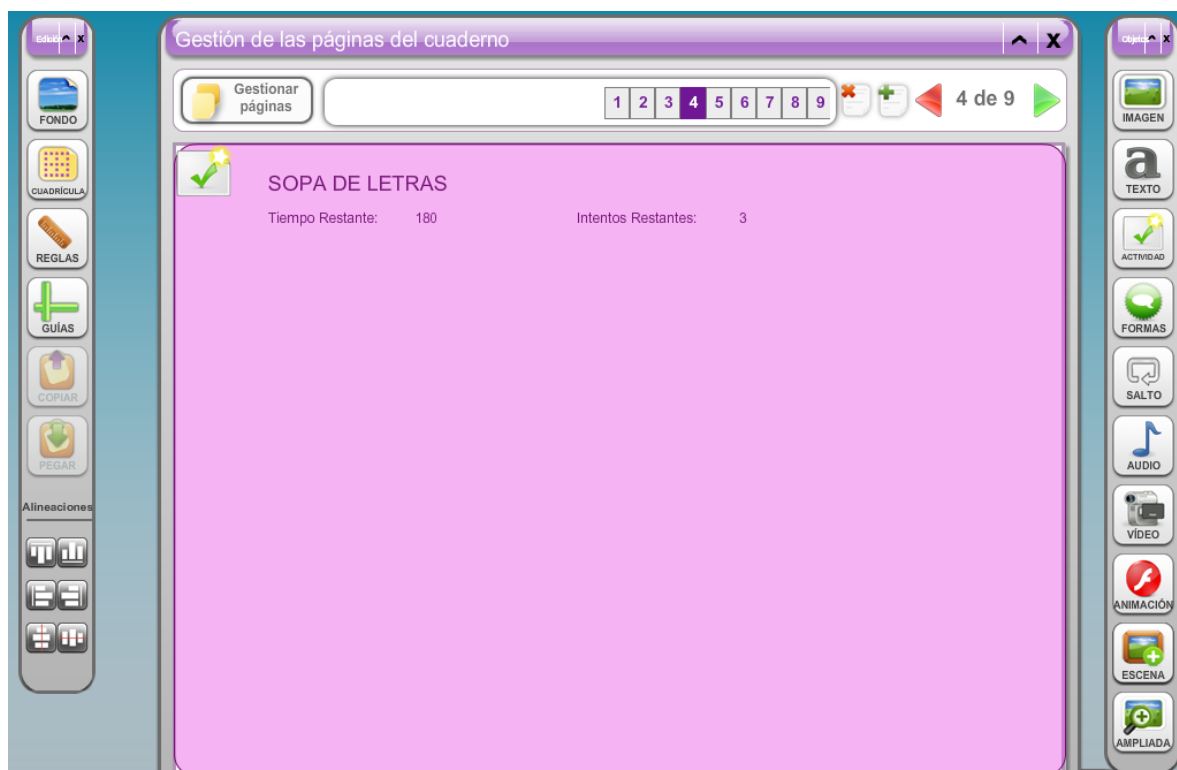 Edición ^ x
Gestión de las páginas del cuaderno ^ X
Objetos ^ x
Gestionar
páginas
1 2 3 4 5 6 7 8 9
4 de 9
FONDO
CUADRÍCULA
REGLAS
GUÍAS
COPIAR
PEGAR
Alineaciones
SOPA DE LETRAS
Tiempo Restante: 180 Intentos Restantes: 3
IMAGEN
a
TEXTO
ACTIVIDAD
FORMAS
SALTO
AUDIO
VÍDEO
ANIMACIÓN
ESCENA
AMPLIADA